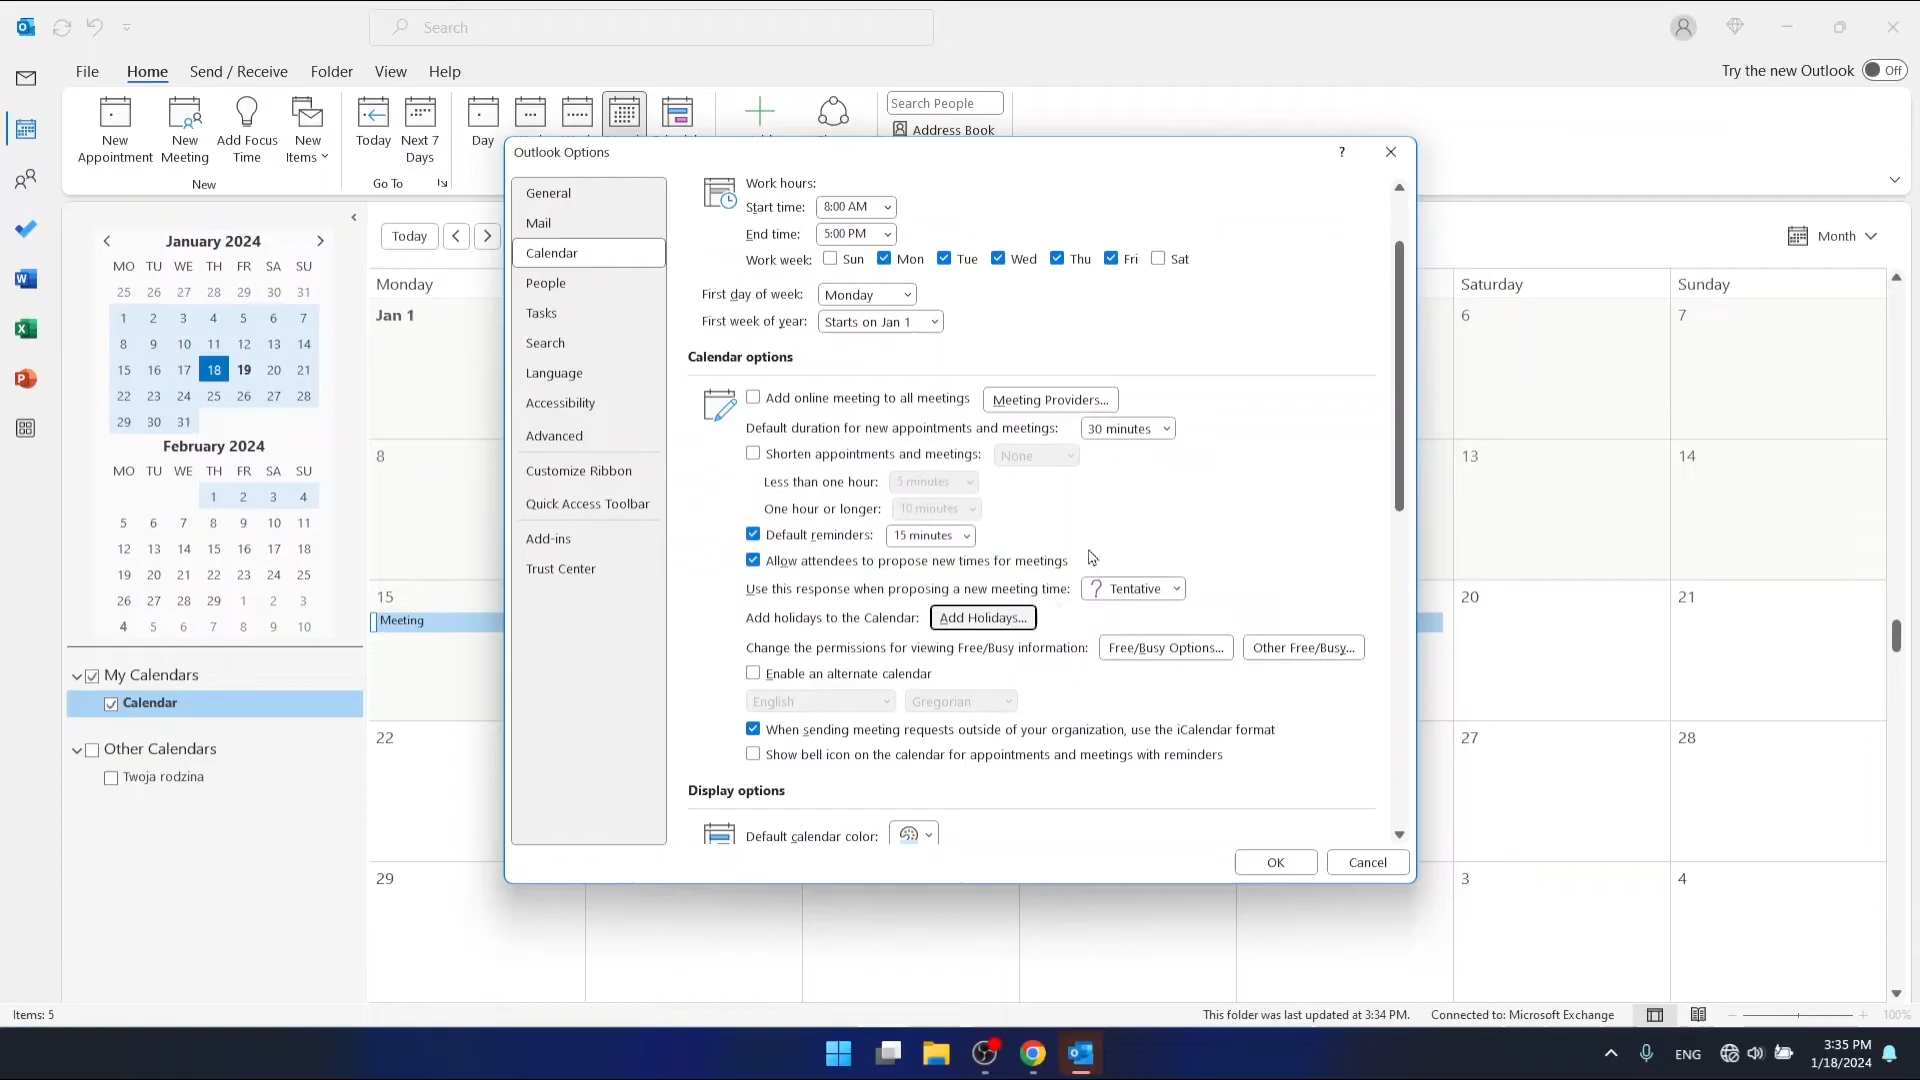 Search
File Home Send / Receive Folder View Help
Try the new Outlook Off
New Appointment
New Meeting
Add Focus Time
New Items
New
Today
Next 7 Days
Go To
Day
Search People
Address Book
January 2024
MO TU WE TH FR SA SU
25 26 27 28 29 30 31
1 2 3 4 5 6 7
8 9 10 11 12 13 14
15 16 17 18 19 20 21
22 23 24 25 26 27 28
29 30 31
February 2024
MO TU WE TH FR SA SU
1 2 3 4
5 6 7 8 9 10 11
12 13 14 15 16 17 18
19 20 21 22 23 24 25
26 27 28 29 1 2 3
4 5 6 7 8 9 10
My Calendars
Calendar
Other Calendars
Twoja rodzina
Today
Month
Monday
Saturday
Sunday
Jan 1
6
7
8
13
14
15
Meeting
20
21
22
27
28
29
3
4
Outlook Options
?
General
Mail
Calendar
People
Tasks
Search
Language
Accessibility
Advanced
Customize Ribbon
Quick Access Toolbar
Add-ins
Trust Center
Work hours:
Start time: 8:00 AM
End time: 5:00 PM
Work week: Sun Mon Tue Wed Thu Fri Sat
First day of week: Monday
First week of year: Starts on Jan 1
Calendar options
Add online meeting to all meetings Meeting Providers...
Default duration for new appointments and meetings: 30 minutes
Shorten appointments and meetings: None
Less than one hour: 5 minutes
One hour or longer: 10 minutes
Default reminders: 15 minutes
Allow attendees to propose new times for meetings
Use this response when proposing a new meeting time: ? Tentative
Add holidays to the Calendar: Add Holidays...
Change the permissions for viewing Free/Busy information: Free/Busy Options... Other Free/Busy...
Enable an alternate calendar
English Gregorian
When sending meeting requests outside of your organization, use the iCalendar format
Show bell icon on the calendar for appointments and meetings with reminders
Display options
Default calendar color:
OK Cancel
Items: 5
This folder was last updated at 3:34 PM. Connected to: Microsoft Exchange 100%
ENG
3:35 PM
1/18/2024